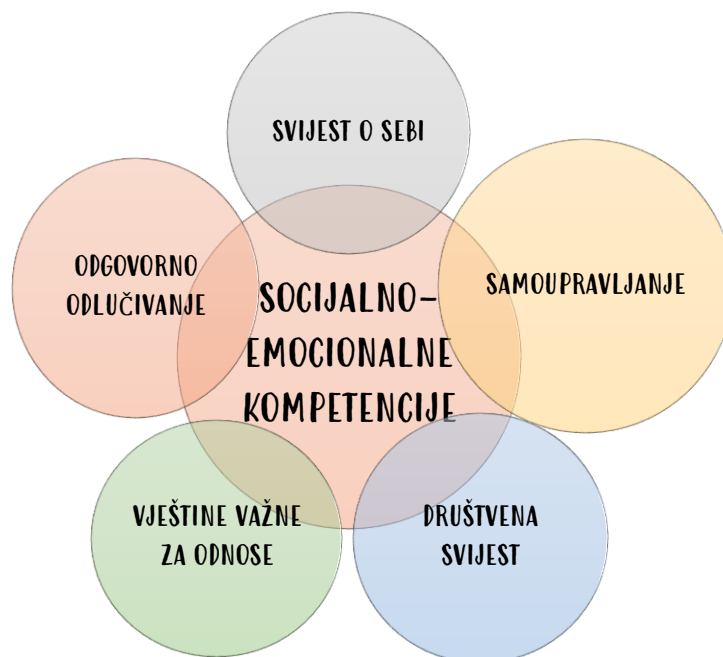 SVIJEST O SEBI
ODGOVORNO
ODLUČIVANJE
SOCIJALNO-
EMOCIONALNE
KOMPETENCIJE
SAMOUPRAVLJANJE
VJEŠTINE VAŽNE
ZA ODNOSE
DRUŠTVENA
SVIJEST